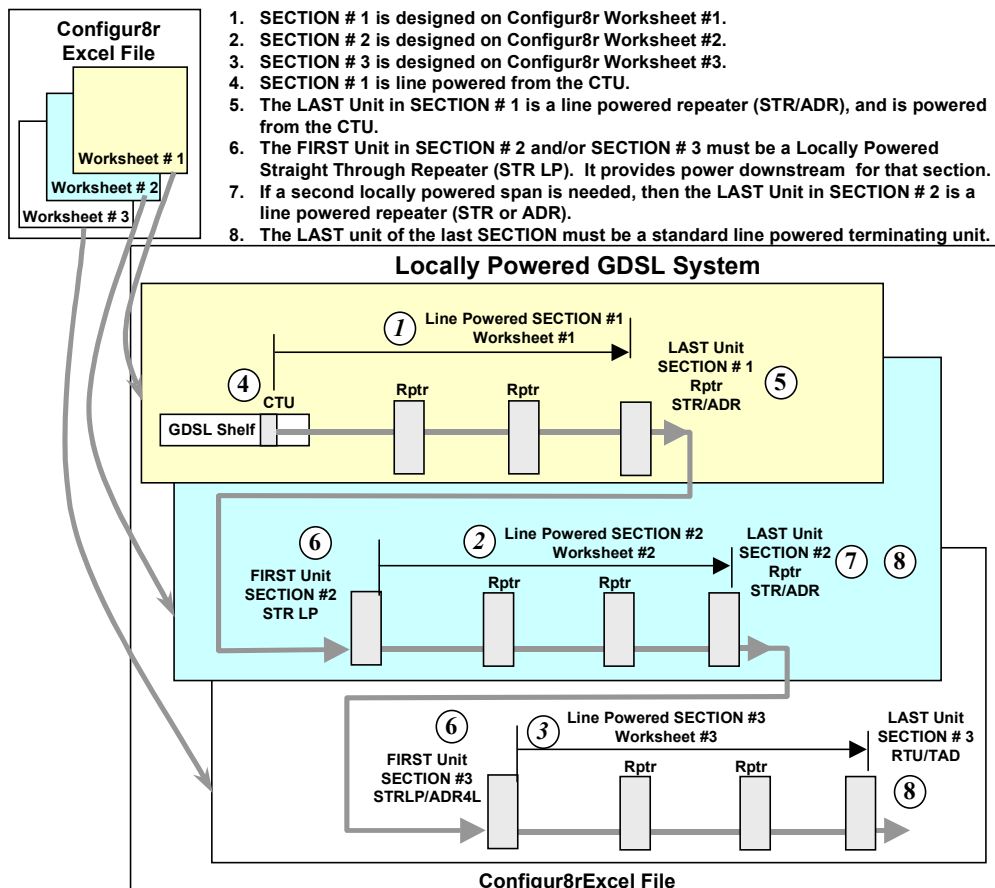 Configur8r
Excel File
Worksheet # 1
Worksheet # 2
Worksheet # 3
1. SECTION # 1 is designed on Configur8r Worksheet #1.
2. SECTION # 2 is designed on Configur8r Worksheet #2.
3. SECTION # 3 is designed on Configur8r Worksheet #3.
4. SECTION # 1 is line powered from the CTU.
5. The LAST Unit in SECTION # 1 is a line powered repeater (STR/ADR), and is powered
from the CTU.
6. The FIRST Unit in SECTION # 2 and/or SECTION # 3 must be a Locally Powered
Straight Through Repeater (STR LP). It provides power downstream for that section.
7. If a second locally powered span is needed, then the LAST Unit in SECTION # 2 is a
line powered repeater (STR or ADR).
8. The LAST unit of the last SECTION must be a standard line powered terminating unit.
Locally Powered GDSL System
1
Line Powered SECTION #1
Worksheet #1
LAST Unit
SECTION # 1
Rptr
STR/ADR
5
4
CTU
Rptr
Rptr
GDSL Shelf
6
2
Line Powered SECTION #2
Worksheet #2
LAST Unit
SECTION #2
Rptr
STR/ADR
7
8
FIRST Unit
SECTION #2
STR LP
Rptr
Rptr
6
3
Line Powered SECTION #3
Worksheet #3
LAST Unit
SECTION # 3
RTU/TAD
8
FIRST Unit
SECTION #3
STRLP/ADR4L
Rptr
Rptr
Configur8rExcel File